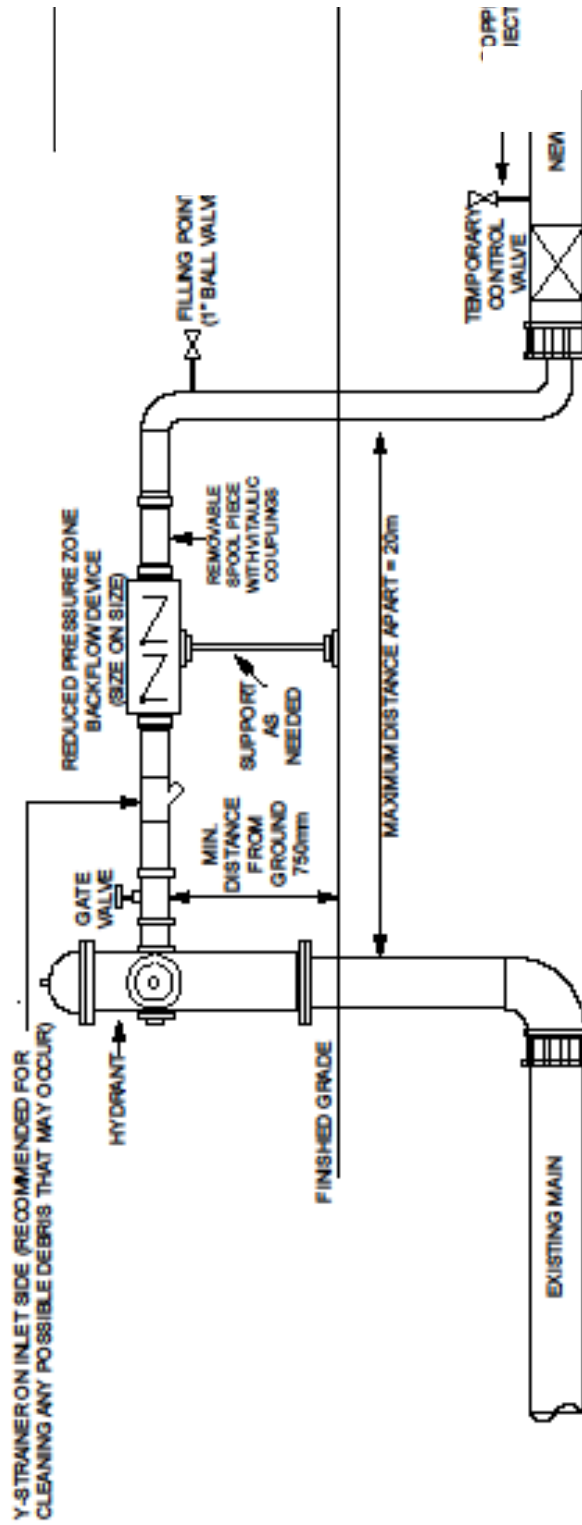 Y-STRAINER ON INLET SIDE (RECOMMENDED FOR
CLEANING ANY POSSIBLE DEBRIS THAT MAY OCCUR)
GATE
VALVE
REDUCED PRESSURE ZONE
BACKFLOW DEVICE
(SIZE ON SIZE)
FILLING POINT
(1" BALL VALV
HYDRANT
MIN.
DISTANCE
FROM
GROUND
750mm
SUPPORT
AS
NEEDED
REMOVABLE
SPOOL PIECE
WITH VITAULIC
COUPLINGS
FINISHED GRADE
MAXIMUM DISTANCE APART = 20m
TEMPORARY
CONTROL
VALVE
EXISTING MAIN
NEW